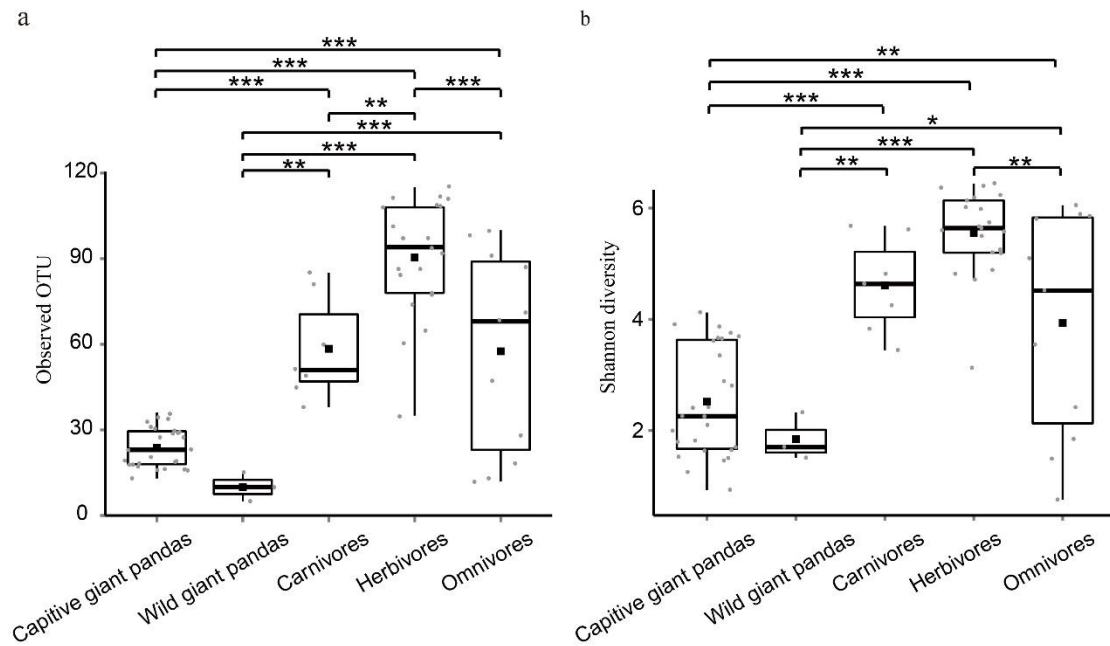 a
***
***
***
***
**
***
***
**
120
90
60
30
0
Observed OTU
Capitive giant pandas
Wild giant pandas
Carnivores
Herbivores
Omnivores
b
**
***
***
*
***
**
**
6
4
2
Shannon diversity
Capitive giant pandas
Wild giant pandas
Carnivores
Herbivores
Omnivores